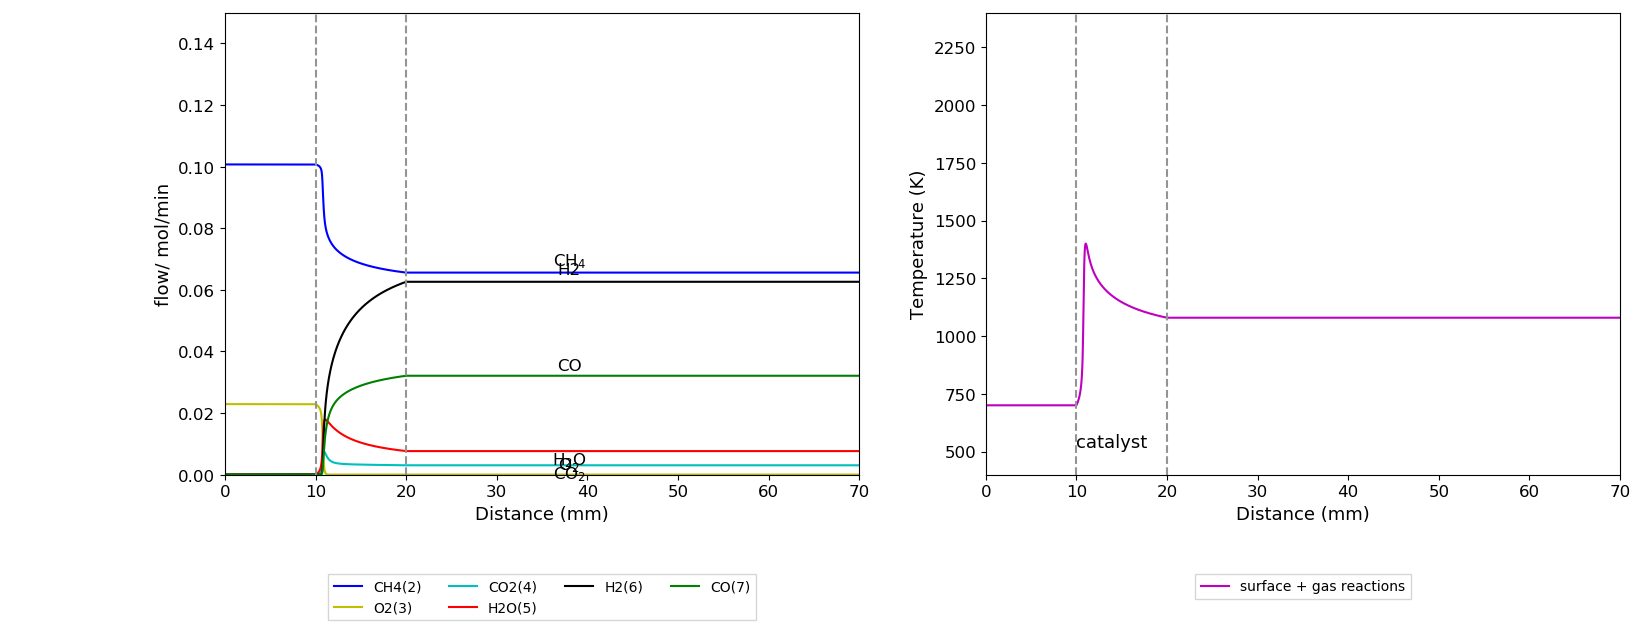 0.14
0.12
0.10
0.08
0.06
0.04
0.02
0.00
flow/ mol/min
CH₄
H2
CO
H₂O
O₂
CO₂
0 10 20 30 40 50 60 70
Distance (mm)
CH4(2) CO2(4) H2(6) CO(7)
O2(3) H2O(5)
2250
2000
1750
1500
1250
1000
750
500
Temperature (K)
catalyst
0 10 20 30 40 50 60 70
Distance (mm)
surface + gas reactions